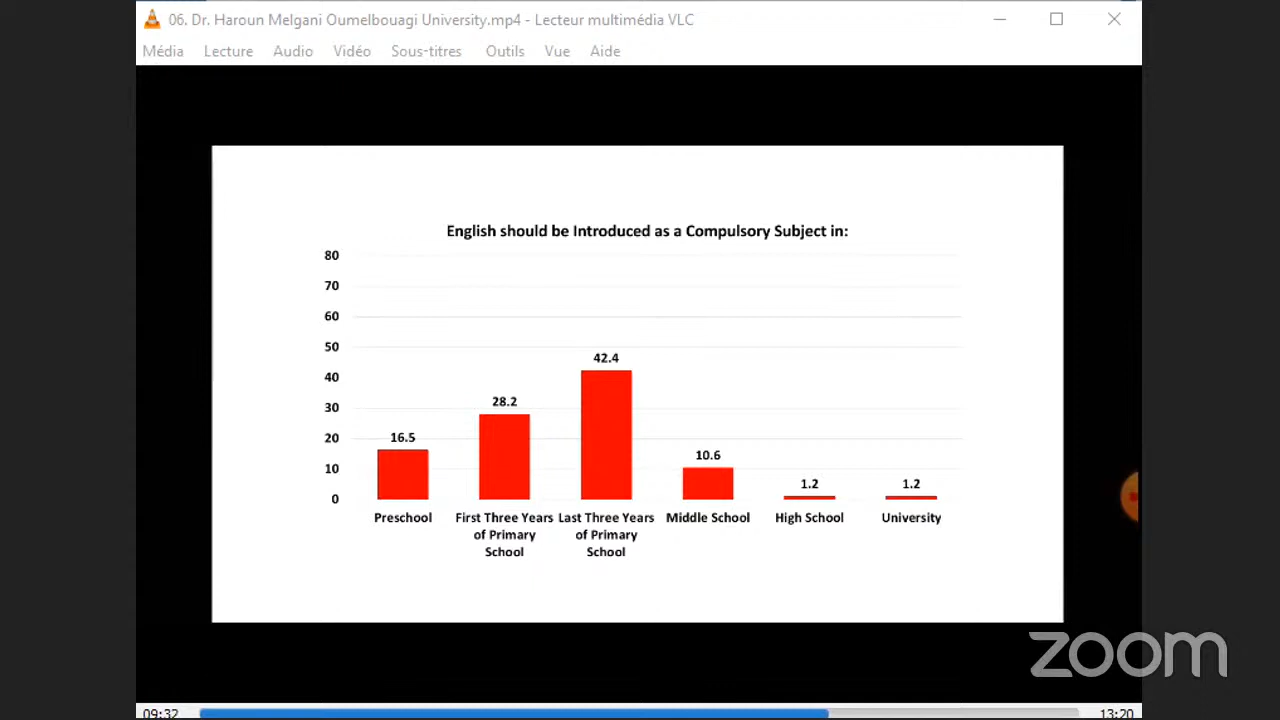 06. Dr. Haroun Melgani Oumelbouagi University.mp4 - Lecteur multimédia VLC
Média Lecture Audio Vidéo Sous-titres Outils Vue Aide
English should be Introduced as a Compulsory Subject in:
80
70
60
50
40
30
20
10
0
16.5
28.2
42.4
10.6
1.2
1.2
Preschool
First Three Years
of Primary
School
Last Three Years
of Primary
School
Middle School
High School
University
zoom
09:32
13:20